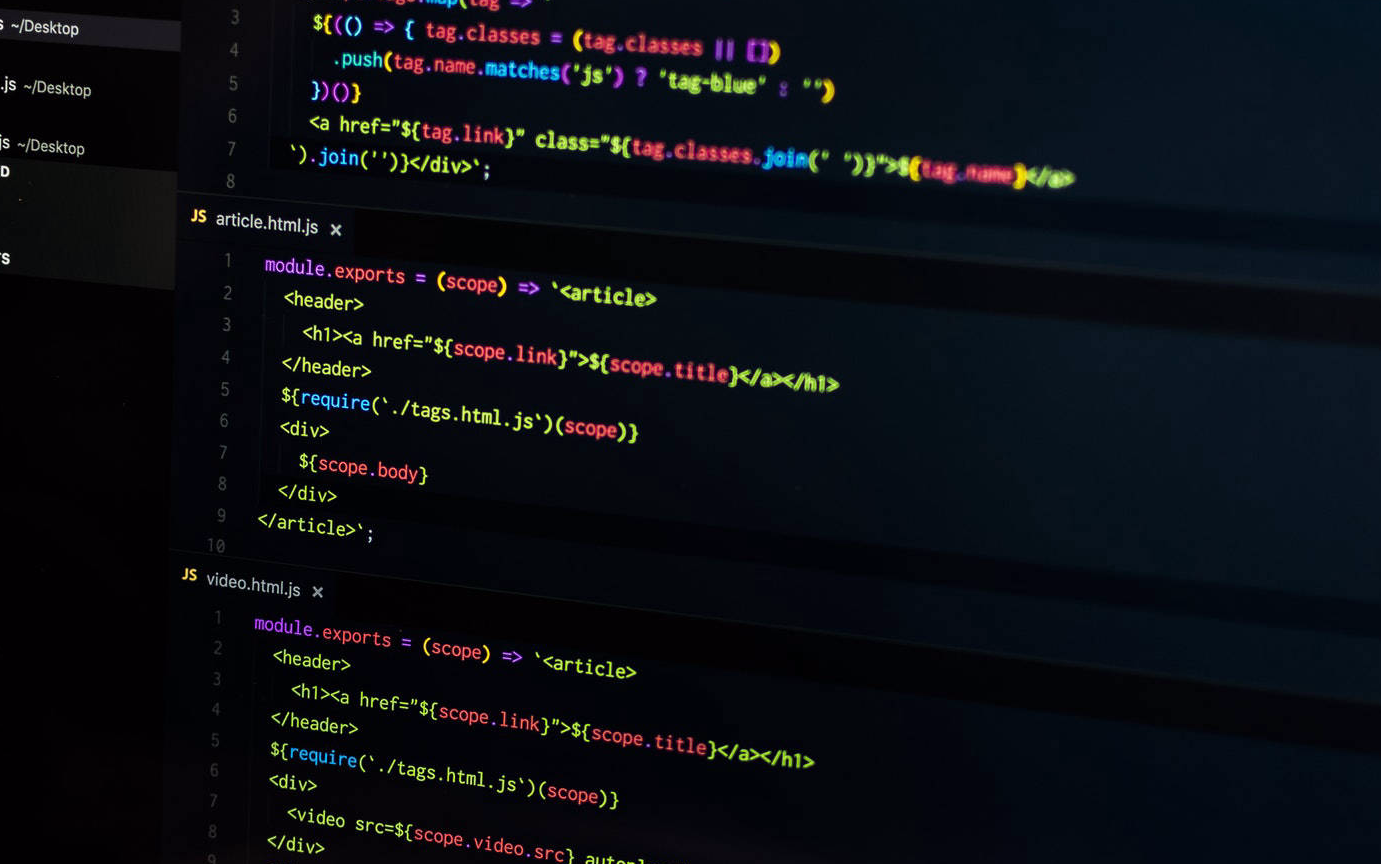 s ~/Desktop
.js ~/Desktop
js ~/Desktop
D
TS
3 ${(() => { tag.classes = (tag.classes || [])
4 .push(tag.name.matches('js') ? 'tag-blue' : '')
5 })()}
6 <a href="${tag.link}" class="${tag.classes.join(' ')}">${tag.name}</a>
7 `).join('')}</div>`;
8
JS article.html.js ×
1 module.exports = (scope) => `<article>
2 <header>
3 <h1><a href="${scope.link}">${scope.title}</a></h1>
4 </header>
5 ${require(`./tags.html.js`)(scope)}
6 <div>
7 ${scope.body}
8 </div>
9 </article>`;
10
JS video.html.js ×
1 module.exports = (scope) => `<article>
2 <header>
3 <h1><a href="${scope.link}">${scope.title}</a></h1>
4 </header>
5 ${require(`./tags.html.js`)(scope)}
6 <div>
7 <video src=${scope.video.src}
8 </div>
9